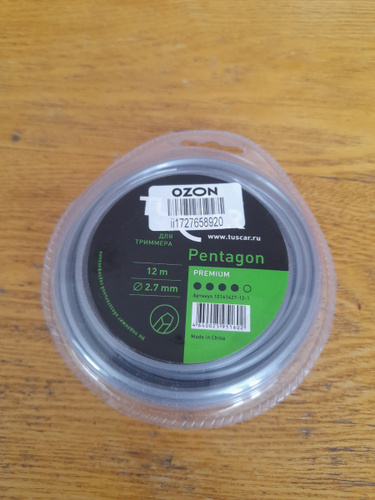 OZON
ii1727658920
www.tuscar.ru
ДЛЯ
ТРИММЕРА
Pentagon
12 m
PREMIUM
Ø 2.7 mm
Made in China